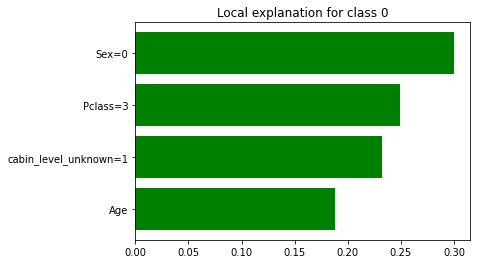 Local explanation for class 0
Sex=0
Pclass=3
cabin_level_unknown=1
Age
0.00 0.05 0.10 0.15 0.20 0.25 0.30